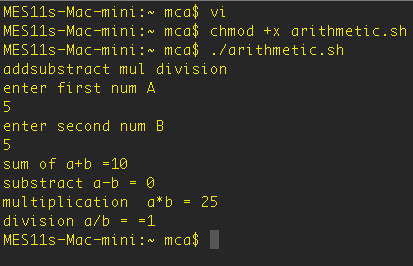 MES11s-Mac-mini:~ mca$ vi
MES11s-Mac-mini:~ mca$ chmod +x arithmetic.sh
MES11s-Mac-mini:~ mca$ ./arithmetic.sh
addsubstract mul division
enter first num A
5
enter second num B
5
sum of a+b =10
substract a-b = 0
multiplication  a*b = 25
division a/b = =1
MES11s-Mac-mini:~ mca$